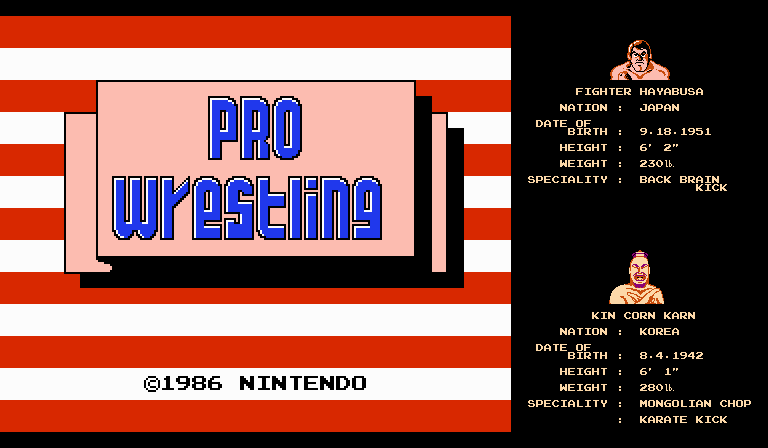 PRO
Wrestling
©1986 NINTENDO
FIGHTER HAYABUSA
NATION : JAPAN
DATE OF
BIRTH : 9.18.1951
HEIGHT : 6' 2"
WEIGHT : 230lb.
SPECIALITY : BACK BRAIN
KICK
KIN CORN KARN
NATION : KOREA
DATE OF
BIRTH : 8.4.1942
HEIGHT : 6' 1"
WEIGHT : 280lb.
SPECIALITY : MONGOLIAN CHOP
: KARATE KICK